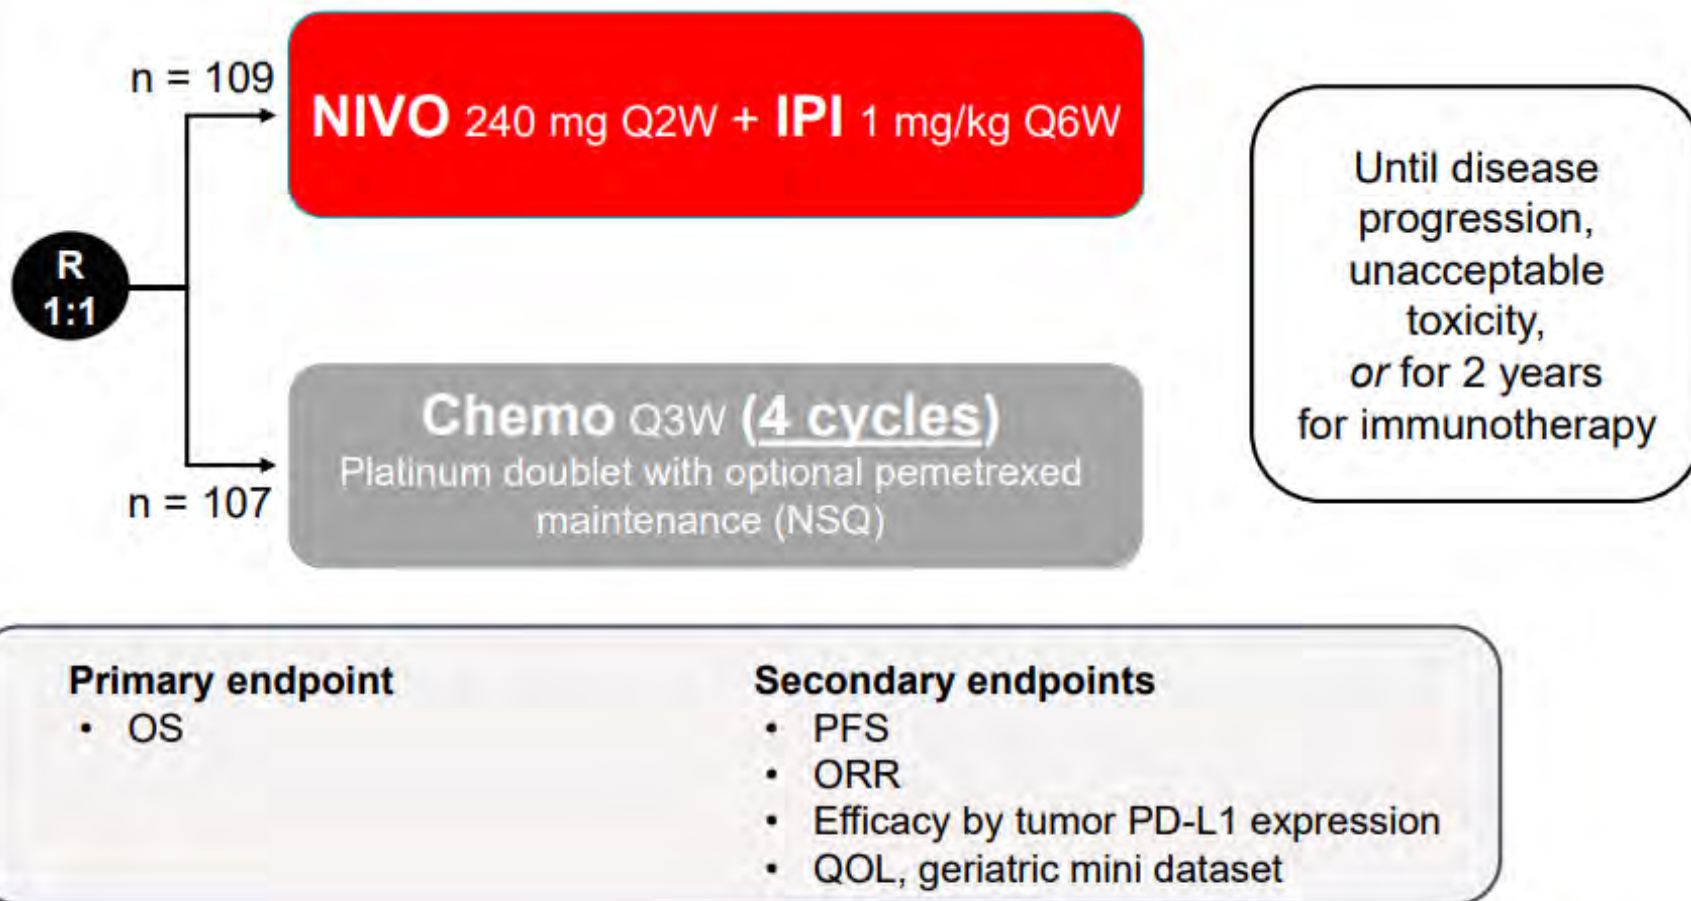 n = 109
NIVO 240 mg Q2W + IPI 1 mg/kg Q6W
R
1:1
Until disease
progression,
unacceptable
toxicity,
or for 2 years
for immunotherapy
Chemo Q3W (4 cycles)
Platinum doublet with optional pemetrexed
maintenance (NSQ)
n = 107
Primary endpoint
• OS
Secondary endpoints
• PFS
• ORR
• Efficacy by tumor PD-L1 expression
• QOL, geriatric mini dataset